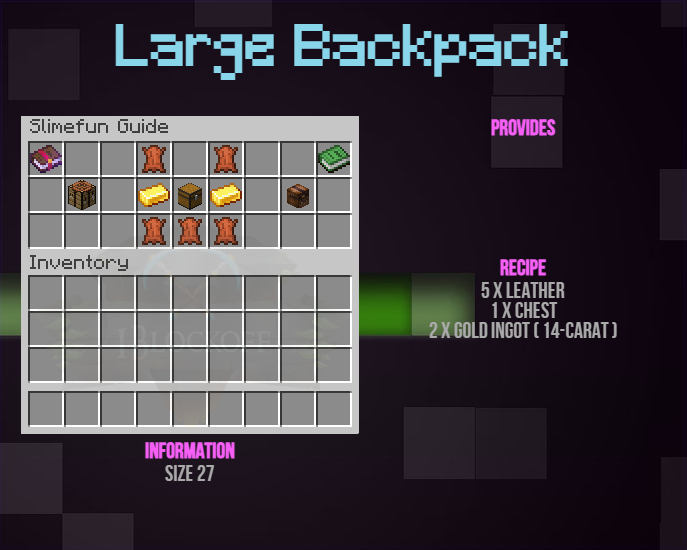 Large Backpack
Slimefun Guide
PROVIDES
Inventory
RECIPE
5 X LEATHER
1 X CHEST
2 X GOLD INGOT ( 14-CARAT )
INFORMATION
SIZE 27